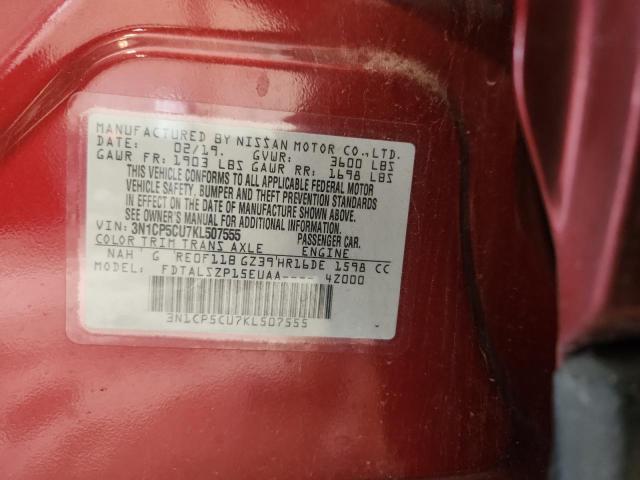 MANUFACTURED BY NISSAN MOTOR CO.,LTD.
DATE: 02/19. GVWR: 3600 LBS
GAWR FR: 1903 LBS GAWR RR: 1698 LBS
THIS VEHICLE CONFORMS TO ALL APPLICABLE FEDERAL MOTOR
VEHICLE SAFETY, BUMPER AND THEFT PREVENTION STANDARDS
IN EFFECT ON THE DATE OF MANUFACTURE SHOWN ABOVE.
SEE OWNER'S MANUAL FOR ADDITIONAL INFORMATION.
VIN: 3N1CP5CU7KL507555 PASSENGER CAR.
COLOR TRIM TRANS AXLE ENGINE
NAH G RE0F11B GZ39 HR16DE 1598 CC
FDTALSZP15EUAA---- 4Z000
3N1CP5CU7KL507555